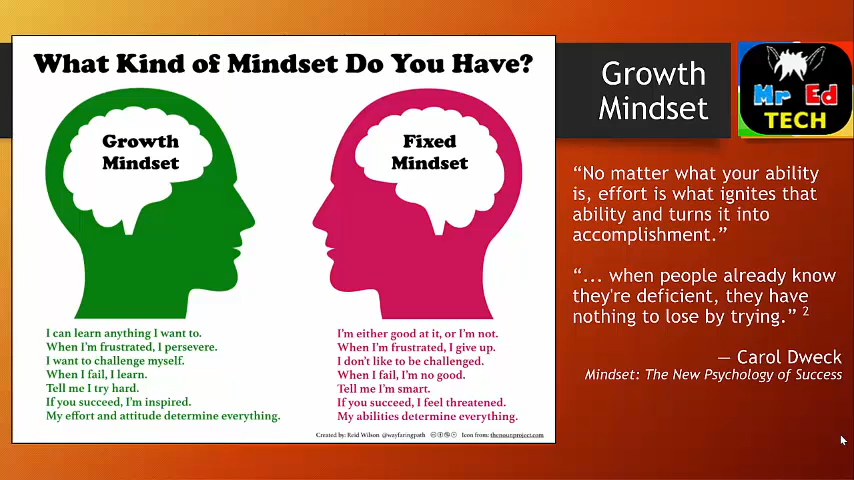 What Kind of Mindset Do You Have?
Growth
Mindset
Fixed
Mindset
I can learn anything I want to.
When I'm frustrated, I persevere.
I want to challenge myself.
When I fail, I learn.
Tell me I try hard.
If you succeed, I'm inspired.
My effort and attitude determine everything.
I'm either good at it, or I'm not.
When I'm frustrated, I give up.
I don't like to be challenged.
When I fail, I'm no good.
Tell me I'm smart.
If you succeed, I feel threatened.
My abilities determine everything.
Created by: Reid Wilson @wayfaringpath Icon from: thenounproject.com
Growth
Mindset
Mr Ed
TECH
“No matter what your ability
is, effort is what ignites that
ability and turns it into
accomplishment.”
“... when people already know
they're deficient, they have
nothing to lose by trying.” 2
— Carol Dweck
Mindset: The New Psychology of Success